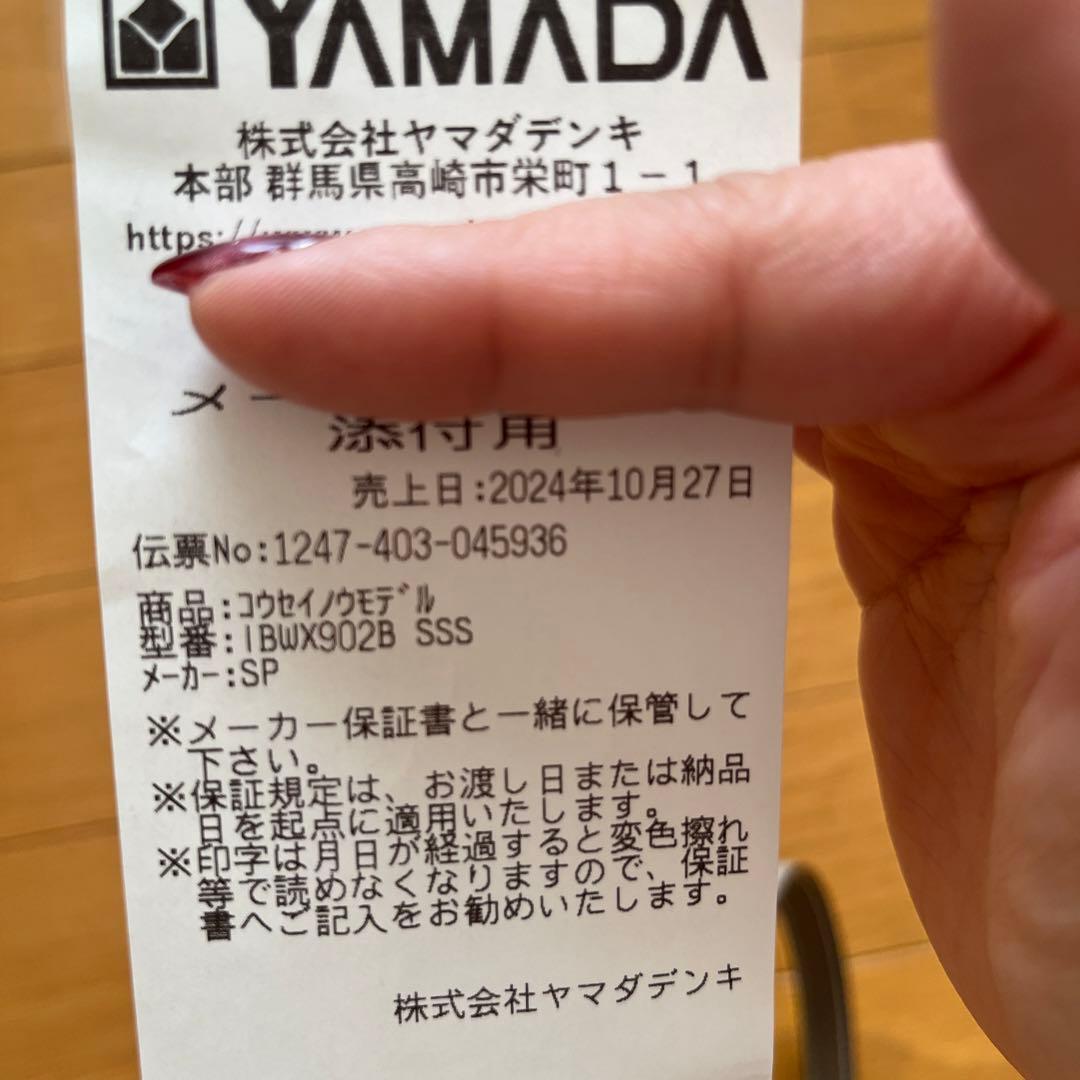 YAMADA
株式会社ヤマダデンキ
本部 群馬県高崎市栄町1-1
https://www.
メー
添付用
売上日:2024年10月27日
伝票No:1247-403-045936
商品:コウセイノウモデル
型番:IBWX902B SSS
メーカー:SP
※メーカー保証書と一緒に保管して
下さい。
※保証規定は、お渡し日または納品
日を起点に適用いたします。
※印字は月日が経過すると変色擦れ
等で読めなくなりますので、保証
書へご記入をお勧めいたします。
株式会社ヤマダデンキ